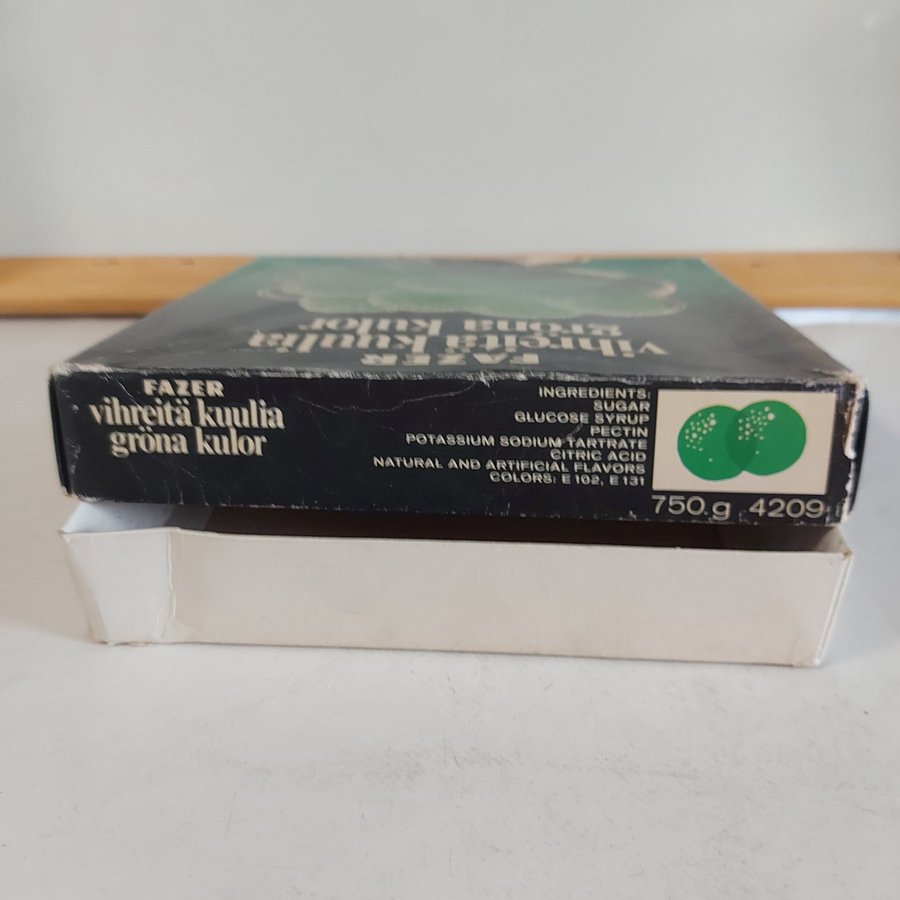 FAZER
vihreitä kuulia
gröna kulor
FAZER
vihreitä kuulia
gröna kulor
INGREDIENTS:
SUGAR
GLUCOSE SYRUP
PECTIN
POTASSIUM SODIUM TARTRATE
CITRIC ACID
NATURAL AND ARTIFICIAL FLAVORS
COLORS: E 102, E 131
750 g 4209